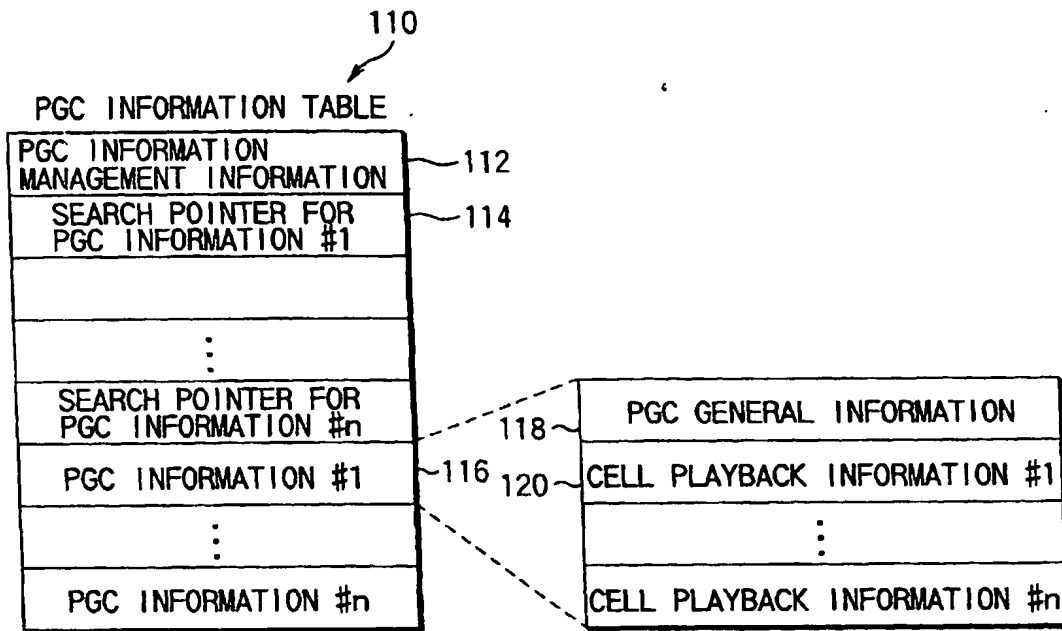 110
PGC INFORMATION TABLE
PGC INFORMATION
MANAGEMENT INFORMATION
112
SEARCH POINTER FOR
PGC INFORMATION #1
114
⋮
SEARCH POINTER FOR
PGC INFORMATION #n
PGC INFORMATION #1
116
⋮
PGC INFORMATION #n
118
PGC GENERAL INFORMATION
120
CELL PLAYBACK INFORMATION #1
⋮
CELL PLAYBACK INFORMATION #n